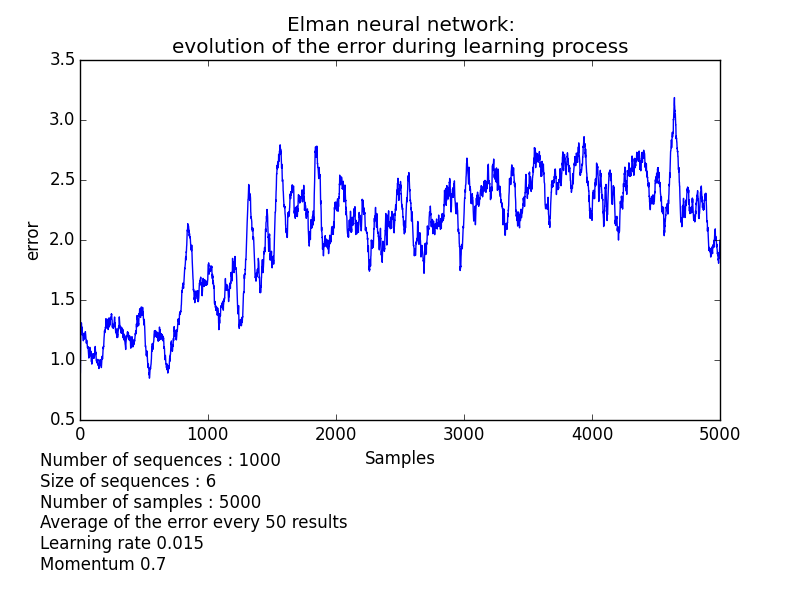 Elman neural network:
evolution of the error during learning process
3.5
3.0
2.5
2.0
1.5
1.0
0.5
error
0 1000 2000 3000 4000 5000
Samples
Number of sequences : 1000
Size of sequences : 6
Number of samples : 5000
Average of the error every 50 results
Learning rate 0.015
Momentum 0.7